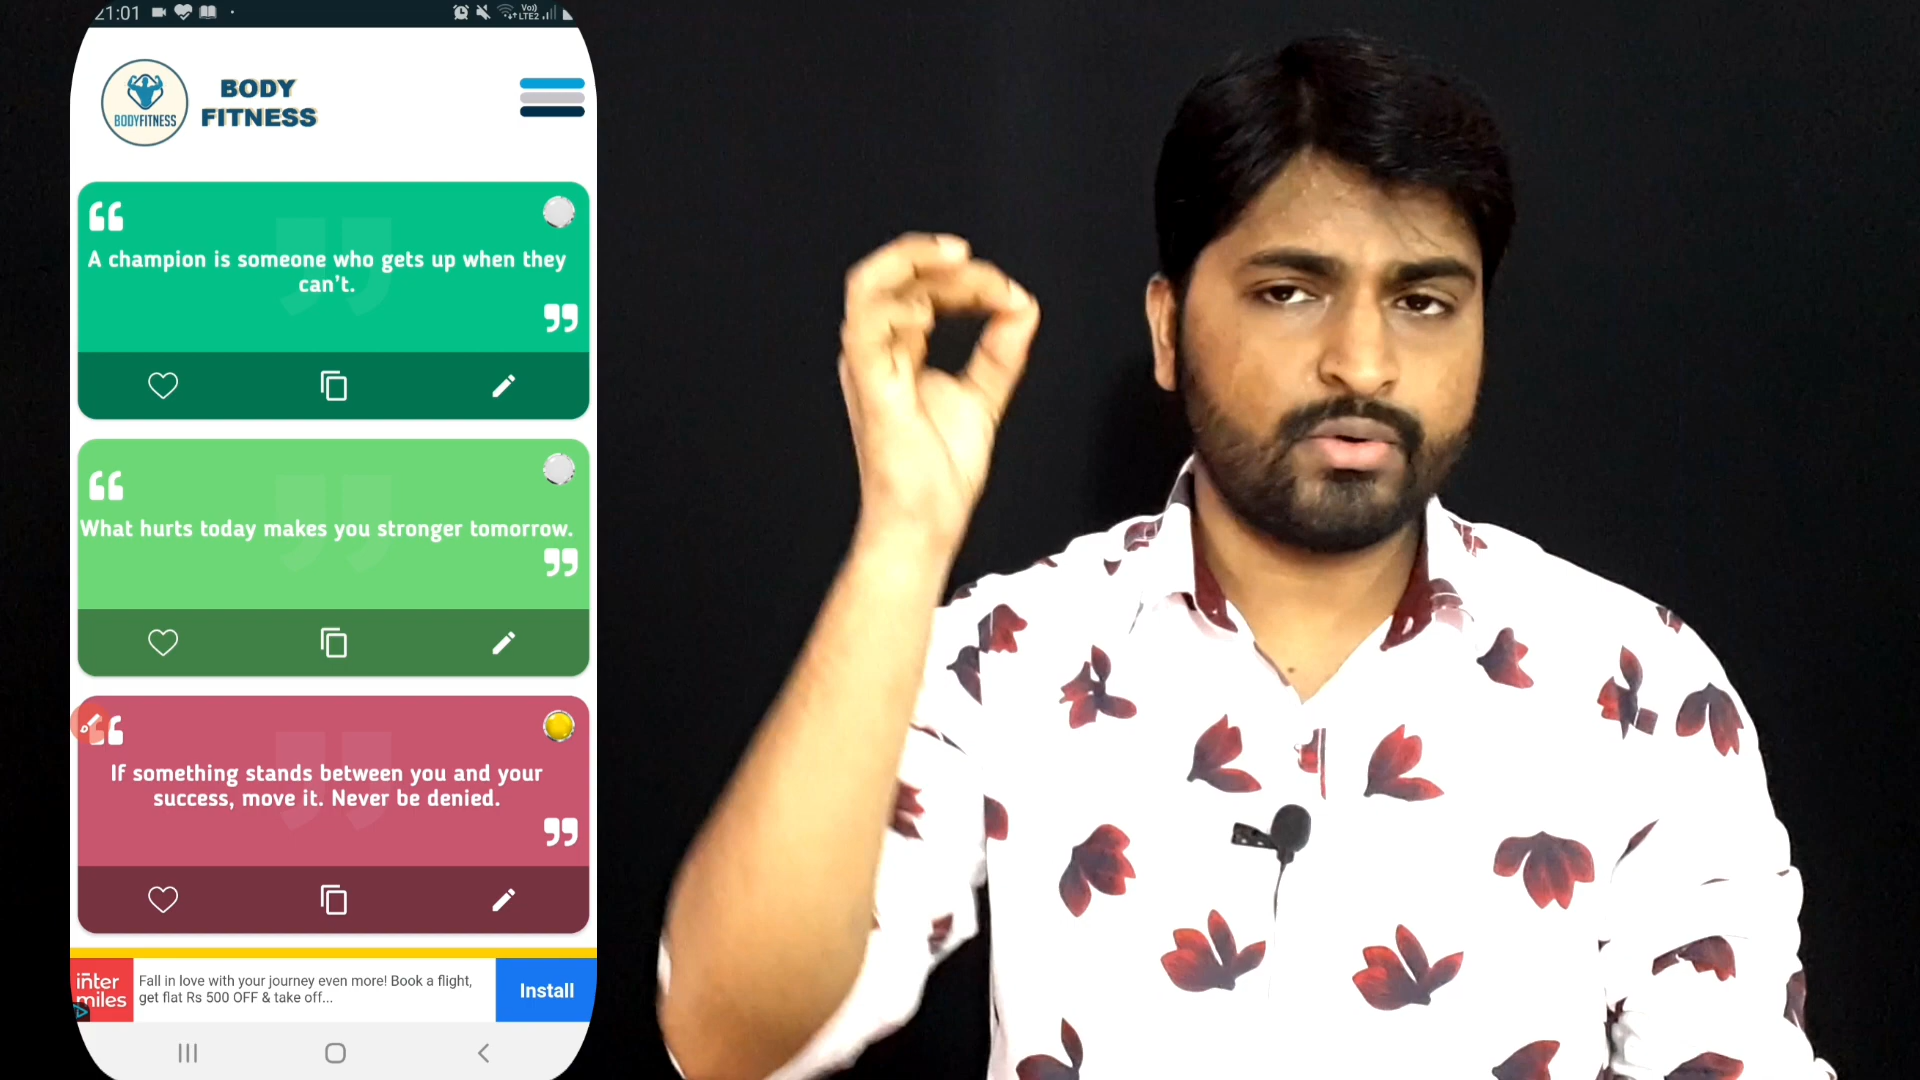 21:01
Vo))
LTE2
BODYFITNESS
BODY
FITNESS
A champion is someone who gets up when they
can't.
What hurts today makes you stronger tomorrow.
If something stands between you and your
success, move it. Never be denied.
inter
miles
Fall in love with your journey even more! Book a flight,
get flat Rs 500 OFF & take off...
Install